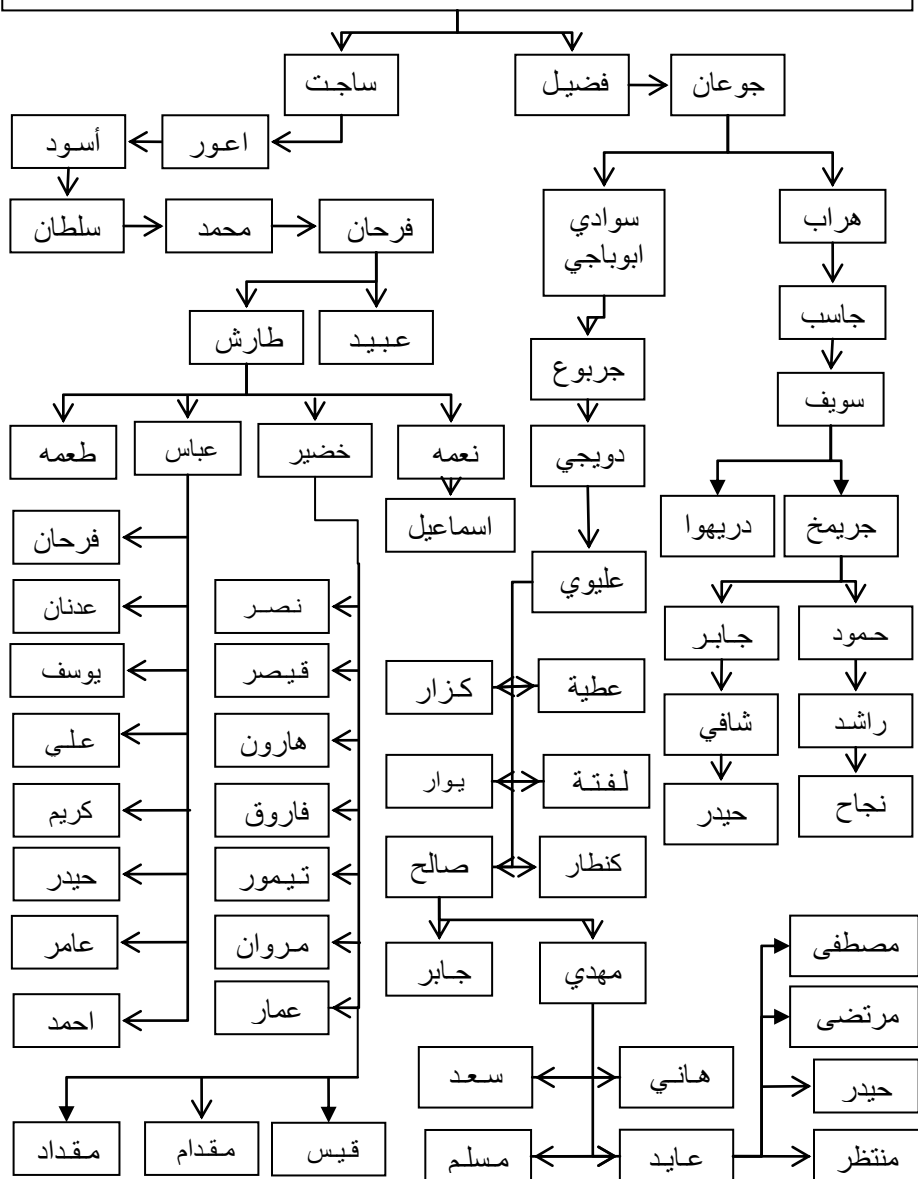 ساجت
فضيل
جوعان
أسود
اعور
سلطان
محمد
فرحان
سوادي
ابوباجي
هراب
جاسب
طارش
عبيد
جربوع
سويف
طعمه
عباس
خضير
نعمه
دويجي
اسماعيل
دريهوا
جريمخ
فرحان
عليوي
عدنان
نصر
جابر
حمود
يوسف
قيصر
كزار
عطية
شافي
راشد
علي
هارون
يوار
لفتة
حيدر
نجاح
كريم
فاروق
حيدر
تيمور
صالح
كنطار
عامر
مروان
جابر
مهدي
مصطفى
احمد
عمار
مرتضى
سعد
هاني
حيدر
مقداد
مقدام
قيس
مسلم
عايد
منتظر